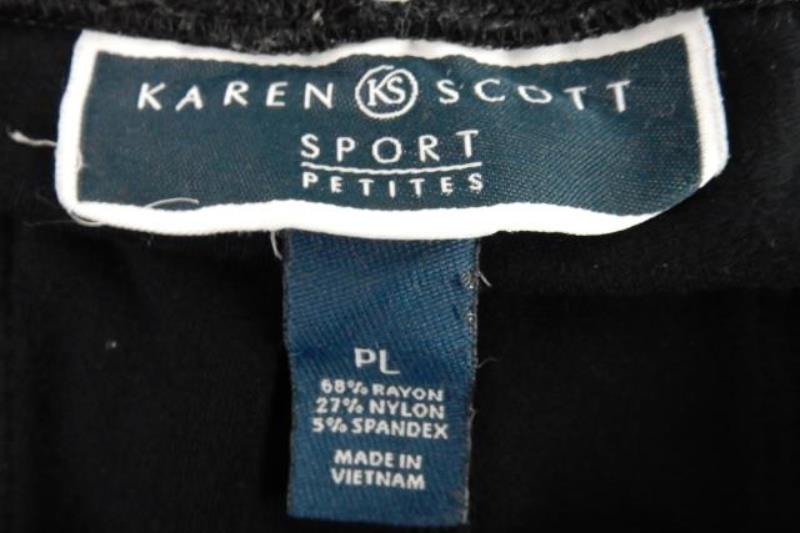 KAREN KS SCOTT
SPORT
PETITES
PL
68% RAYON
27% NYLON
5% SPANDEX
MADE IN
VIETNAM